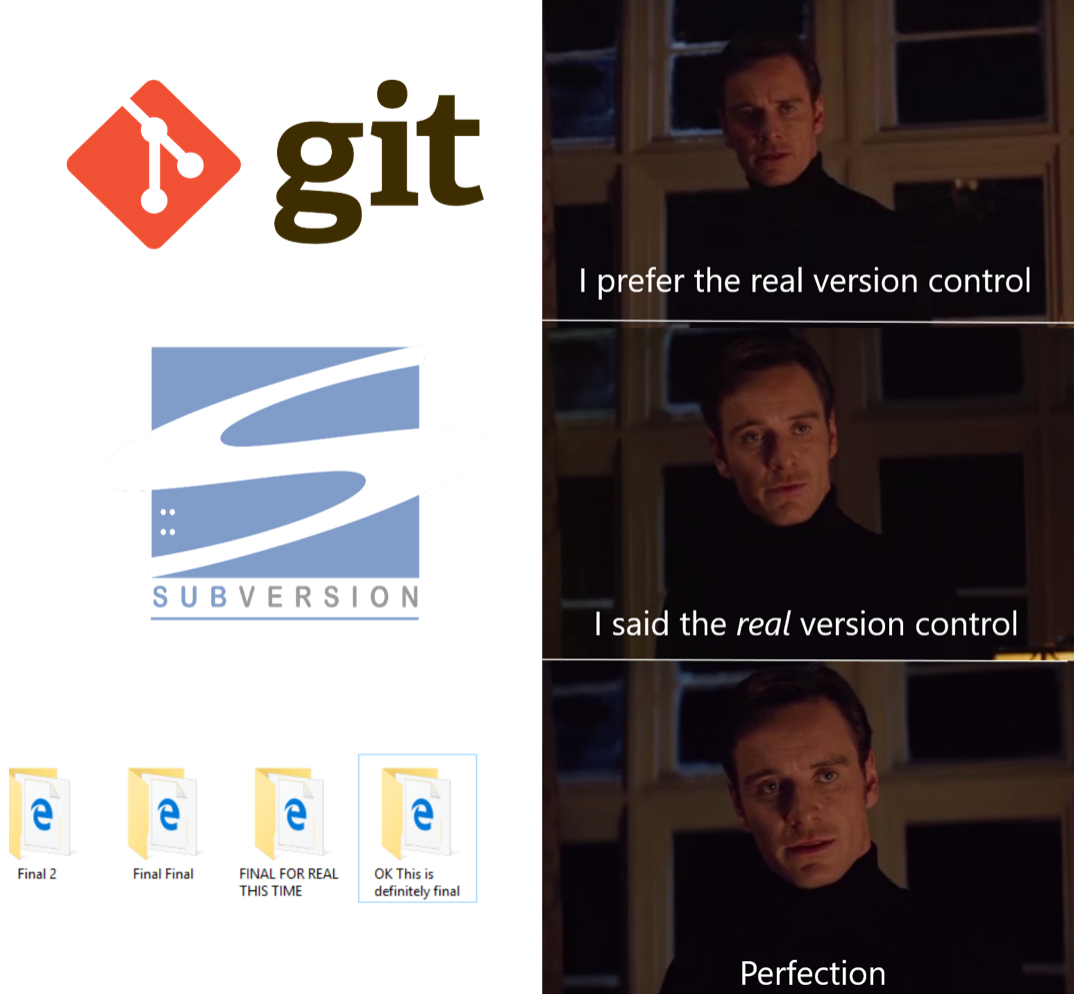 git
I prefer the real version control
SUBVERSION
I said the real version control
Final 2
Final Final
FINAL FOR REAL
THIS TIME
OK This is
definitely final
Perfection